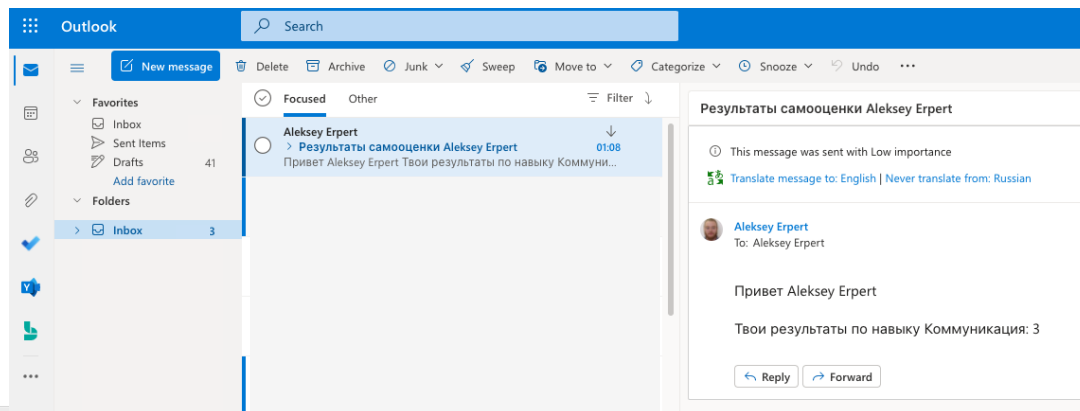 Outlook
Search
New message
Delete
Archive
Junk
Sweep
Move to
Categorize
Snooze
Undo
Favorites
Inbox
Sent Items
Drafts 41
Add favorite
Folders
Inbox 3
Focused Other Filter
Aleksey Erpert
Результаты самооценки Aleksey Erpert 01:08
Привет Aleksey Erpert Твои результаты по навыку Коммуни...
Результаты самооценки Aleksey Erpert
This message was sent with Low importance
Translate message to: English | Never translate from: Russian
Aleksey Erpert
To: Aleksey Erpert
Привет Aleksey Erpert
Твои результаты по навыку Коммуникация: 3
Reply Forward